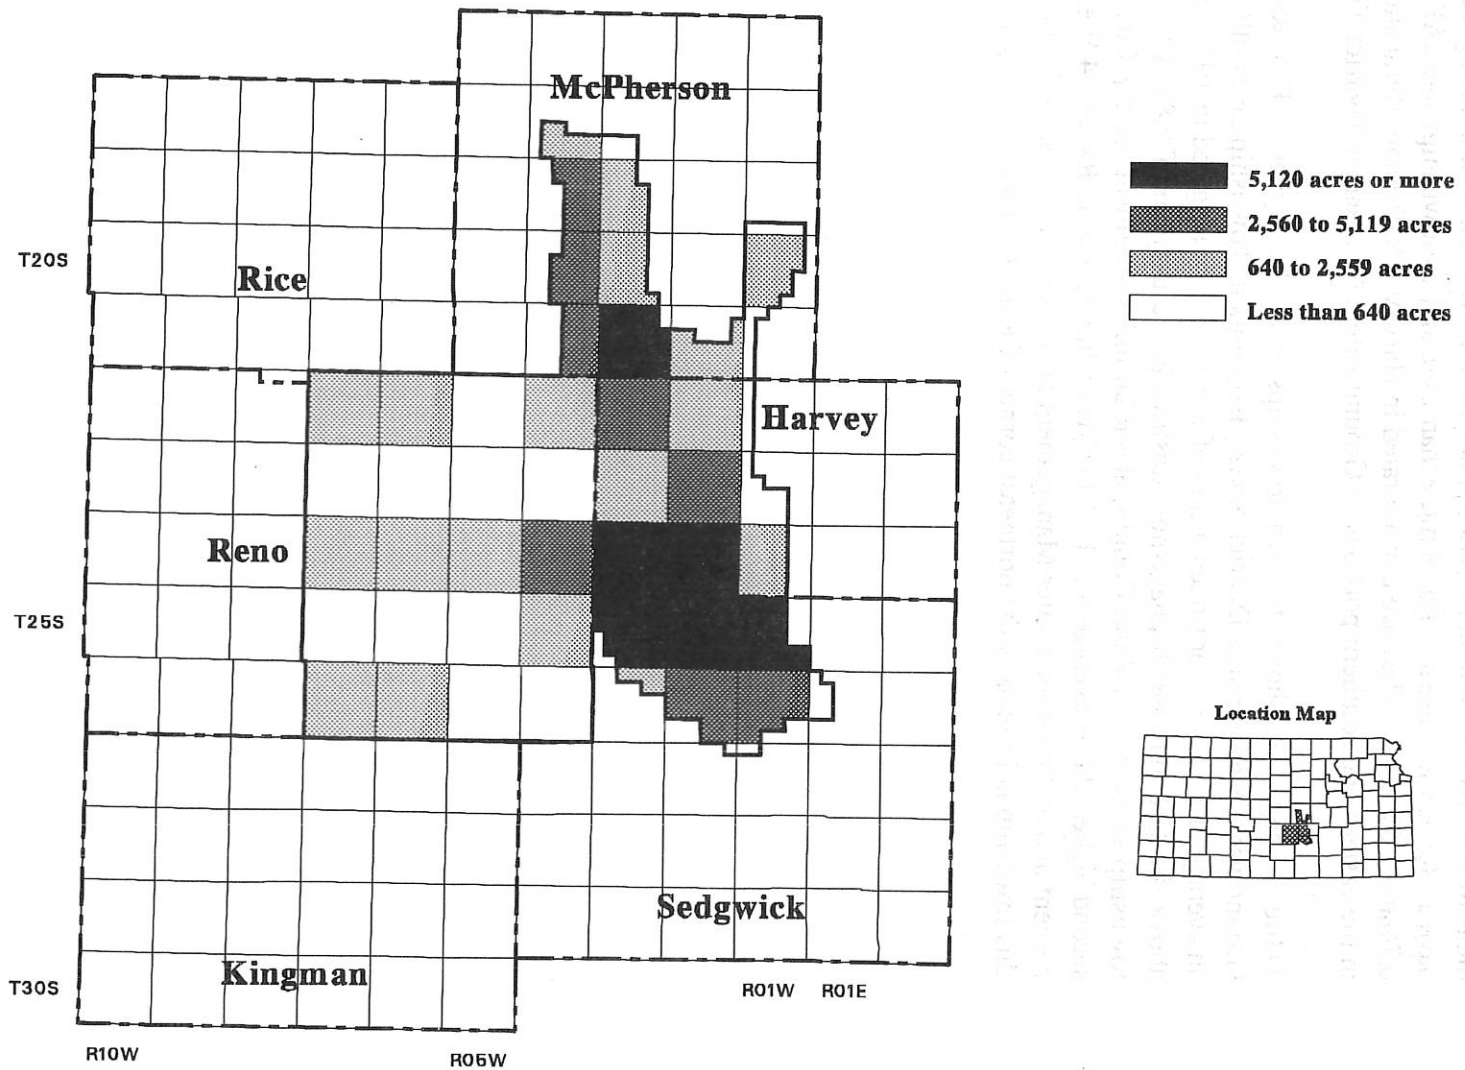 McPherson
5,120 acres or more
2,560 to 5,119 acres
640 to 2,559 acres
Less than 640 acres
T20S
Rice
Harvey
Reno
T25S
Location Map
Sedgwick
Kingman
T30S
R01W R01E
R10W
R05W